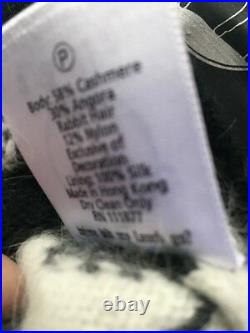 P
Body: 58% Cashmere
30% Angora
Rabbit Hair
12% Nylon
Exclusive of
Decoration
Lining: 100% Silk
Made in Hong Kong
Dry Clean Only
RN 111877